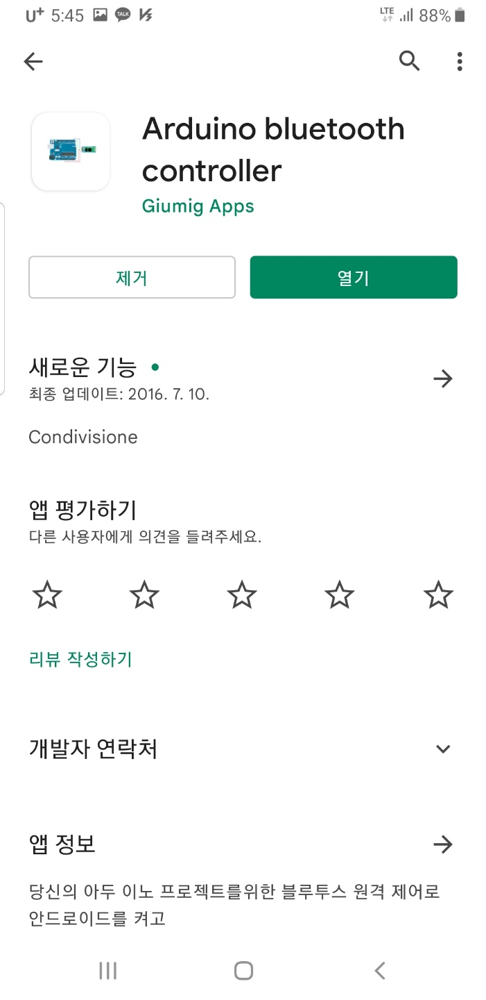 U+ 5:45 TALK LTE 88%
Arduino bluetooth
controller
Giumig Apps
제거 열기
새로운 기능
최종 업데이트: 2016. 7. 10.
Condivisione
앱 평가하기
다른 사용자에게 의견을 들려주세요.
리뷰 작성하기
개발자 연락처
앱 정보
당신의 아두 이노 프로젝트를위한 블루투스 원격 제어로
안드로이드를 켜고